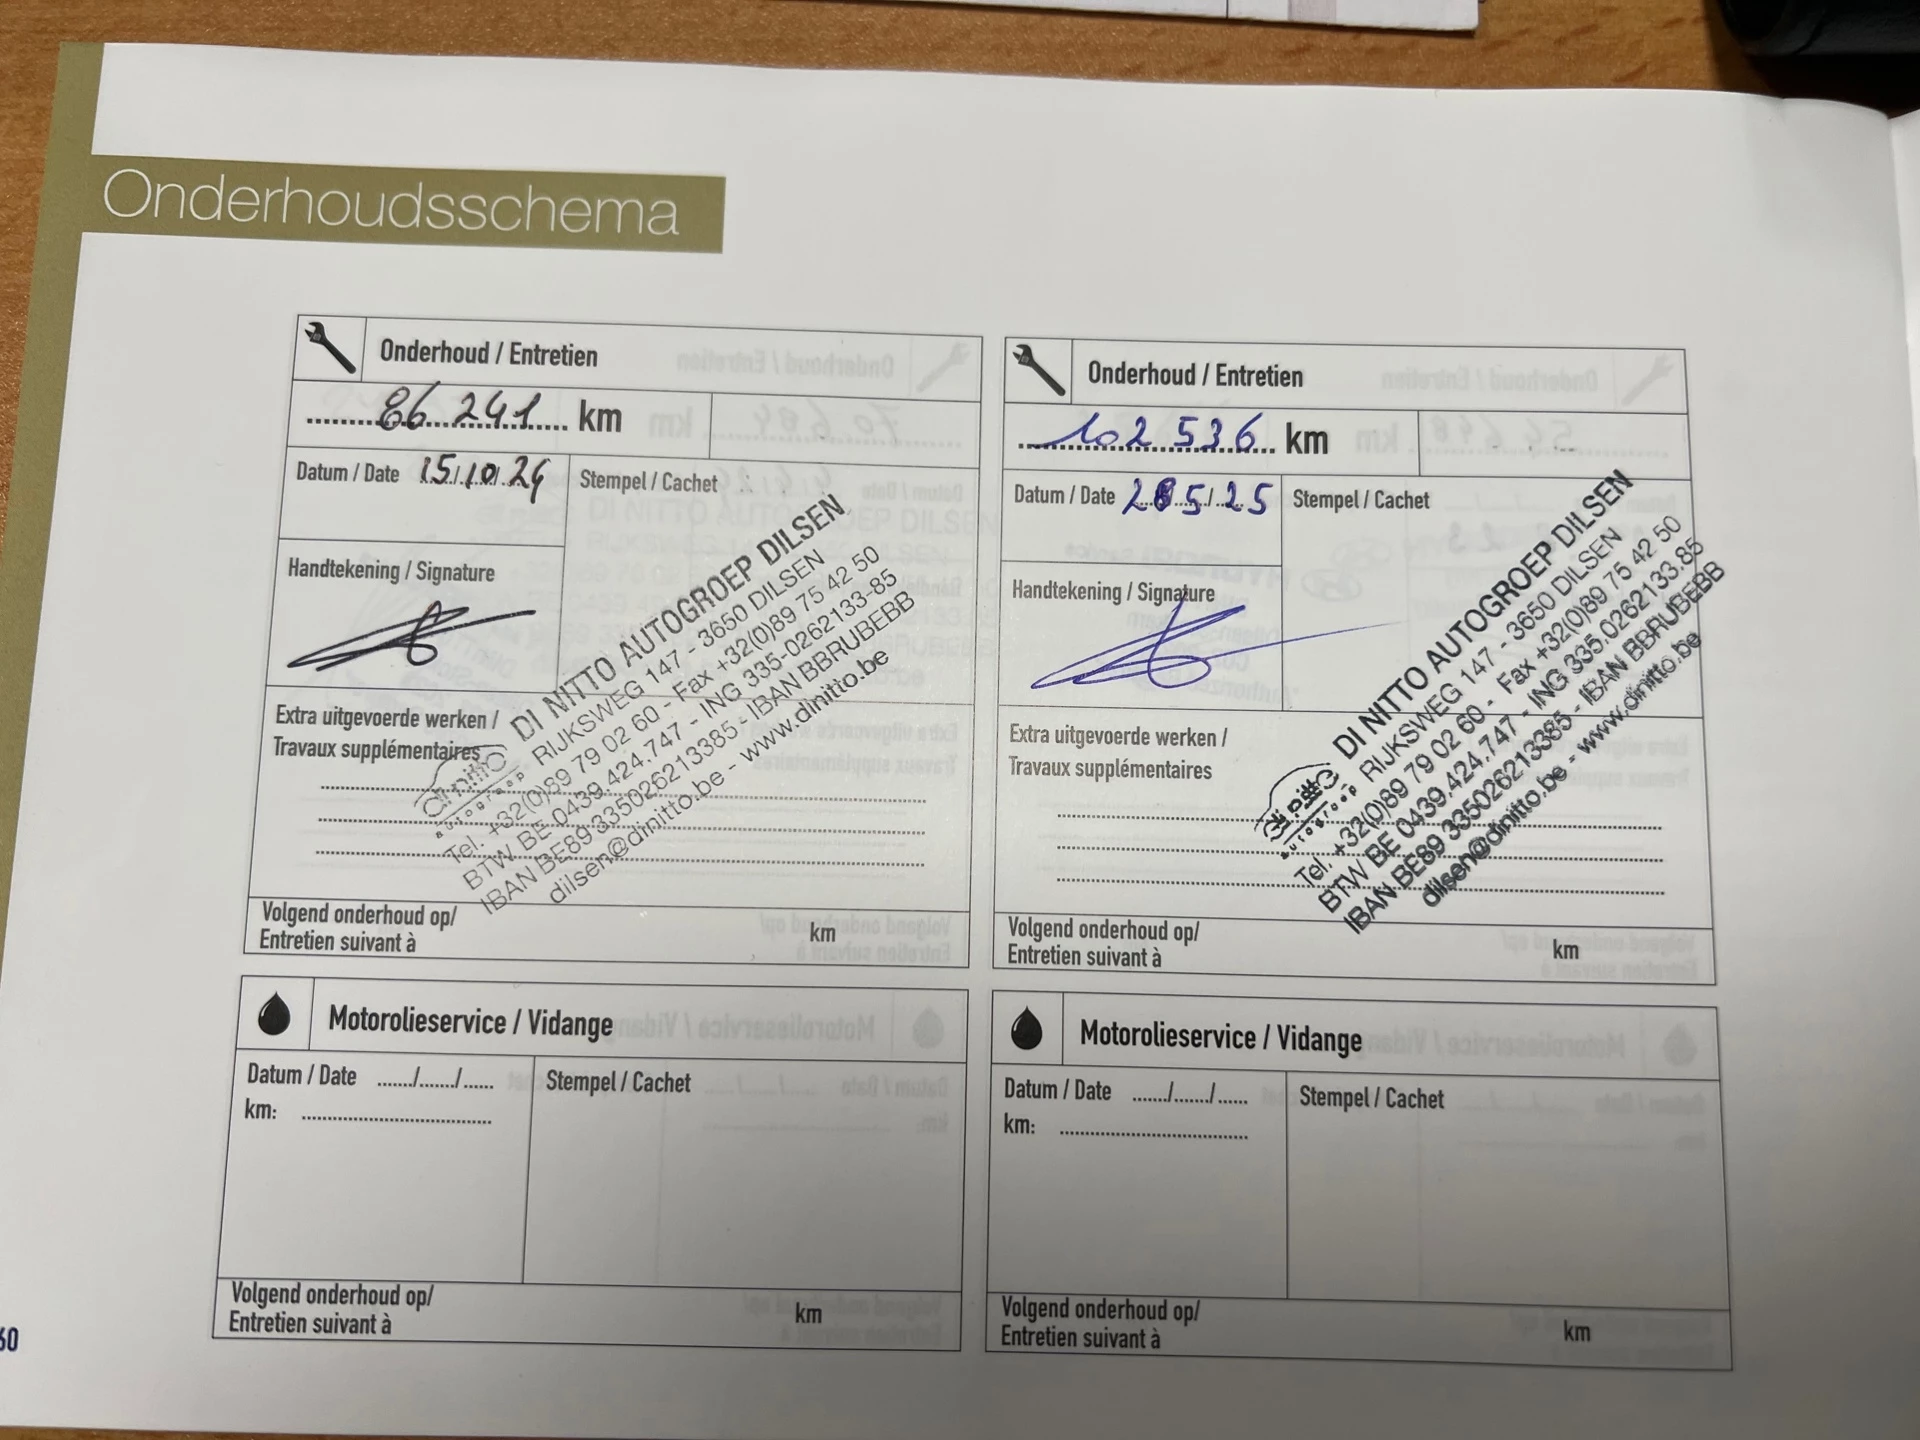 Onderhoudsschema
Onderhoud / Entretien
86 241 km
Datum / Date 15/10/24
Stempel / Cachet
Handtekening / Signature
DI NITTO AUTOGROEP DILSEN
RIJKSWEG 147 - 3650 DILSEN
Tel. +32(0)89 79 02 60 - Fax +32(0)89 75 42 50
BTW BE 0439.424.747 - ING 335-0262133-85
IBAN BE89 335026213385 - IBAN BBRUBEBB
dilsen@dinitto.be - www.dinitto.be
dinitto
autogroep
Extra uitgevoerde werken /
Travaux supplémentaires
Volgend onderhoud op/
Entretien suivant à km
Onderhoud / Entretien
102 536 km
Datum / Date 5/25
Stempel / Cachet
Handtekening / Signature
DI NITTO AUTOGROEP DILSEN
RIJKSWEG 147 - 3650 DILSEN
Tel. +32(0)89 79 02 60 - Fax +32(0)89 75 42 50
BTW BE 0439.424.747 - ING 335.0262133.85
IBAN BE89 335026213385 - IBAN BBRUBEBB
dilsen@dinitto.be - www.dinitto.be
dinitto
autogroep
Extra uitgevoerde werken /
Travaux supplémentaires
Volgend onderhoud op/
Entretien suivant à km
Motorolieservice / Vidange
Datum / Date ....../....../......
Stempel / Cachet
km:
Volgend onderhoud op/
Entretien suivant à km
Motorolieservice / Vidange
Datum / Date ....../....../......
Stempel / Cachet
km:
Volgend onderhoud op/
Entretien suivant à km
60